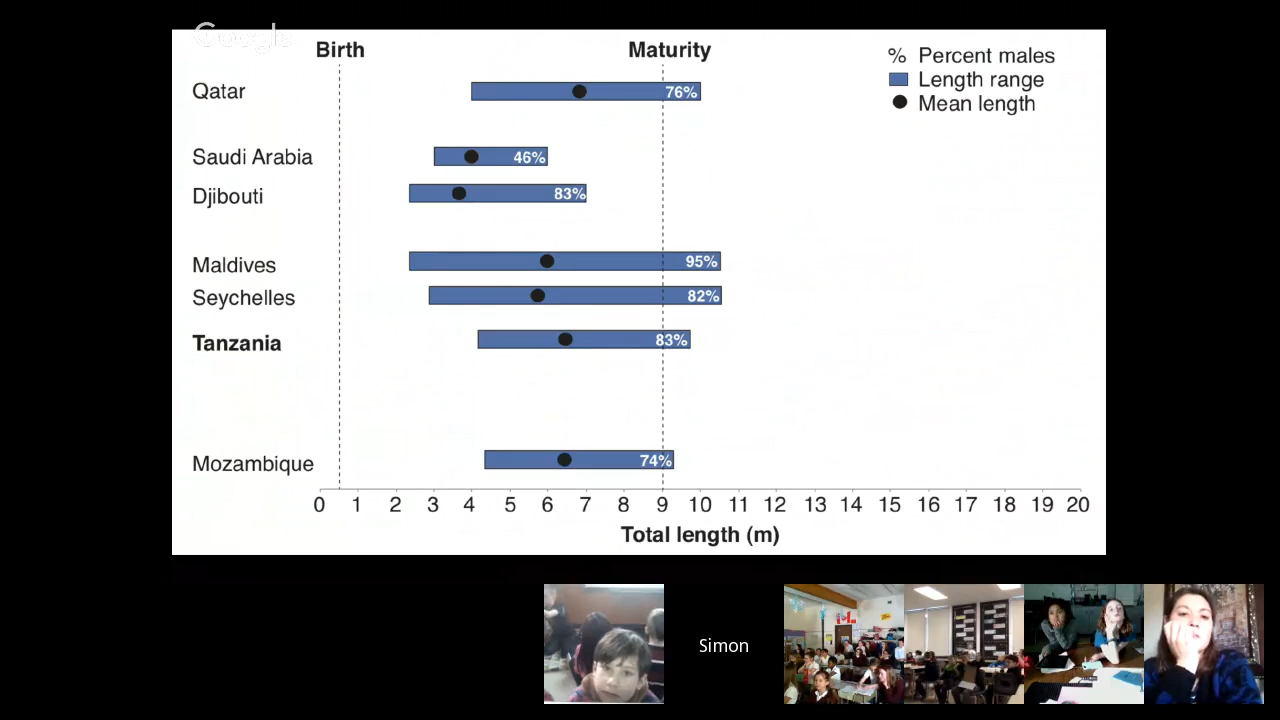 Google
Birth Maturity
% Percent males
Length range
Mean length
Qatar 76%
Saudi Arabia 46%
Djibouti 83%
Maldives 95%
Seychelles 82%
Tanzania 83%
Mozambique 74%
0 1 2 3 4 5 6 7 8 9 10 11 12 13 14 15 16 17 18 19 20
Total length (m)
Simon